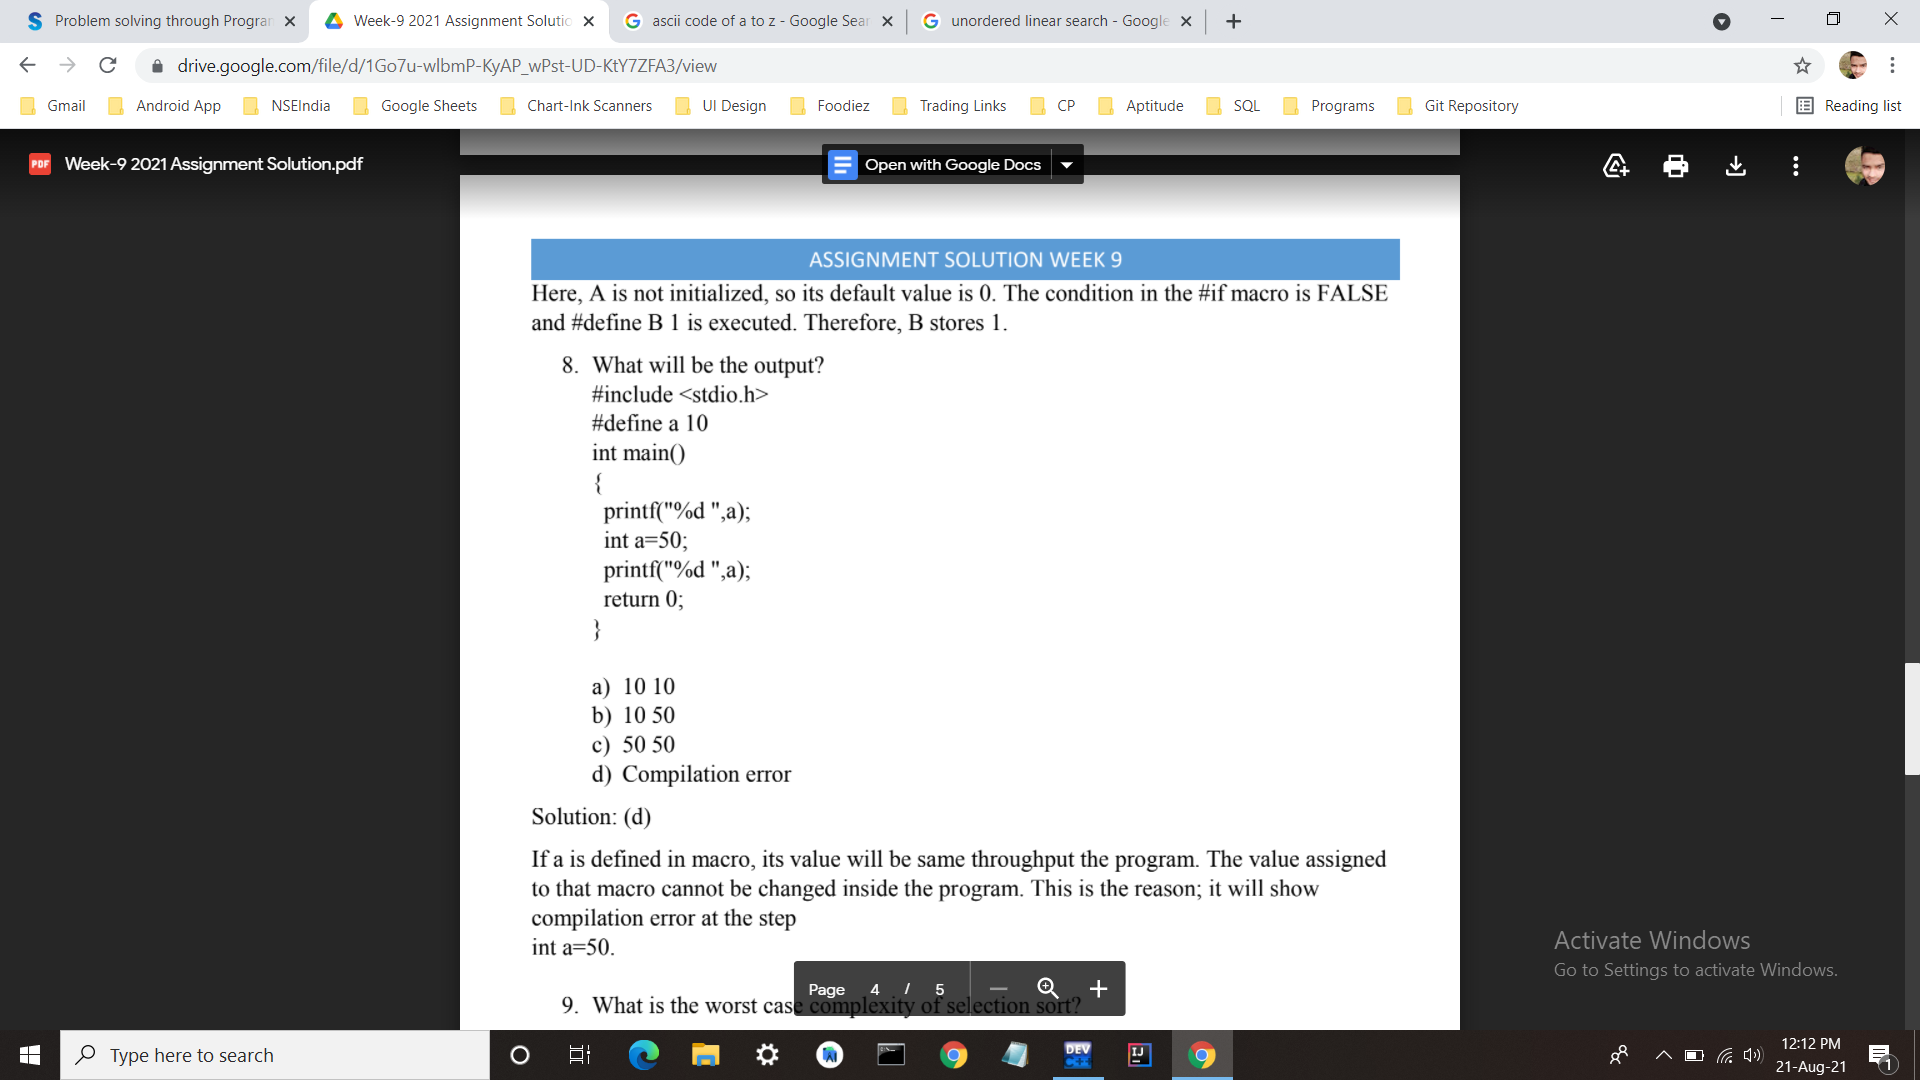 Problem solving through Progran
Week-9 2021 Assignment Solutio
ascii code of a to z - Google Sear
unordered linear search - Google
drive.google.com/file/d/1Go7u-wlbmP-KyAP_wPst-UD-KtY7ZFA3/view
Gmail Android App NSEIndia Google Sheets Chart-Ink Scanners UI Design Foodiez Trading Links CP Aptitude SQL Programs Git Repository Reading list
PDF Week-9 2021 Assignment Solution.pdf
Open with Google Docs
ASSIGNMENT SOLUTION WEEK 9
Here, A is not initialized, so its default value is 0. The condition in the #if macro is FALSE
and #define B 1 is executed. Therefore, B stores 1.
8. What will be the output?
#include <stdio.h>
#define a 10
int main()
{
printf("%d ",a);
int a=50;
printf("%d ",a);
return 0;
}
a) 10 10
b) 10 50
c) 50 50
d) Compilation error
Solution: (d)
If a is defined in macro, its value will be same throughput the program. The value assigned
to that macro cannot be changed inside the program. This is the reason; it will show
compilation error at the step
int a=50.
9. What is the worst case complexity of selection sort?
Page 4 / 5
Activate Windows
Go to Settings to activate Windows.
Type here to search
DEV C++
IJ
12:12 PM
21-Aug-21
1